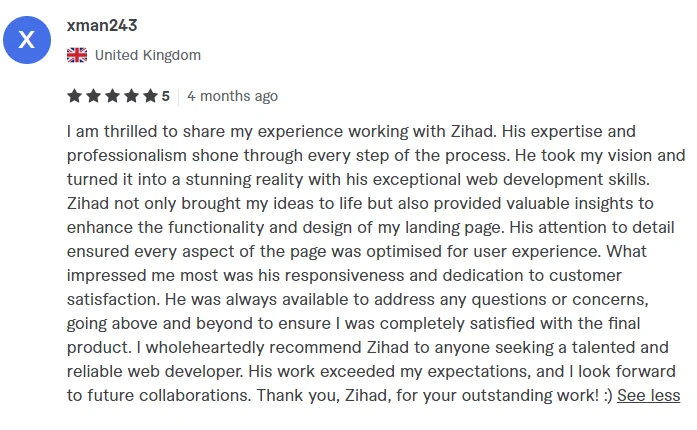 X
xman243
United Kingdom
★★★★★ 5 | 4 months ago
I am thrilled to share my experience working with Zihad. His expertise and
professionalism shone through every step of the process. He took my vision and
turned it into a stunning reality with his exceptional web development skills.
Zihad not only brought my ideas to life but also provided valuable insights to
enhance the functionality and design of my landing page. His attention to detail
ensured every aspect of the page was optimised for user experience. What
impressed me most was his responsiveness and dedication to customer
satisfaction. He was always available to address any questions or concerns,
going above and beyond to ensure I was completely satisfied with the final
product. I wholeheartedly recommend Zihad to anyone seeking a talented and
reliable web developer. His work exceeded my expectations, and I look forward
to future collaborations. Thank you, Zihad, for your outstanding work! :) See less